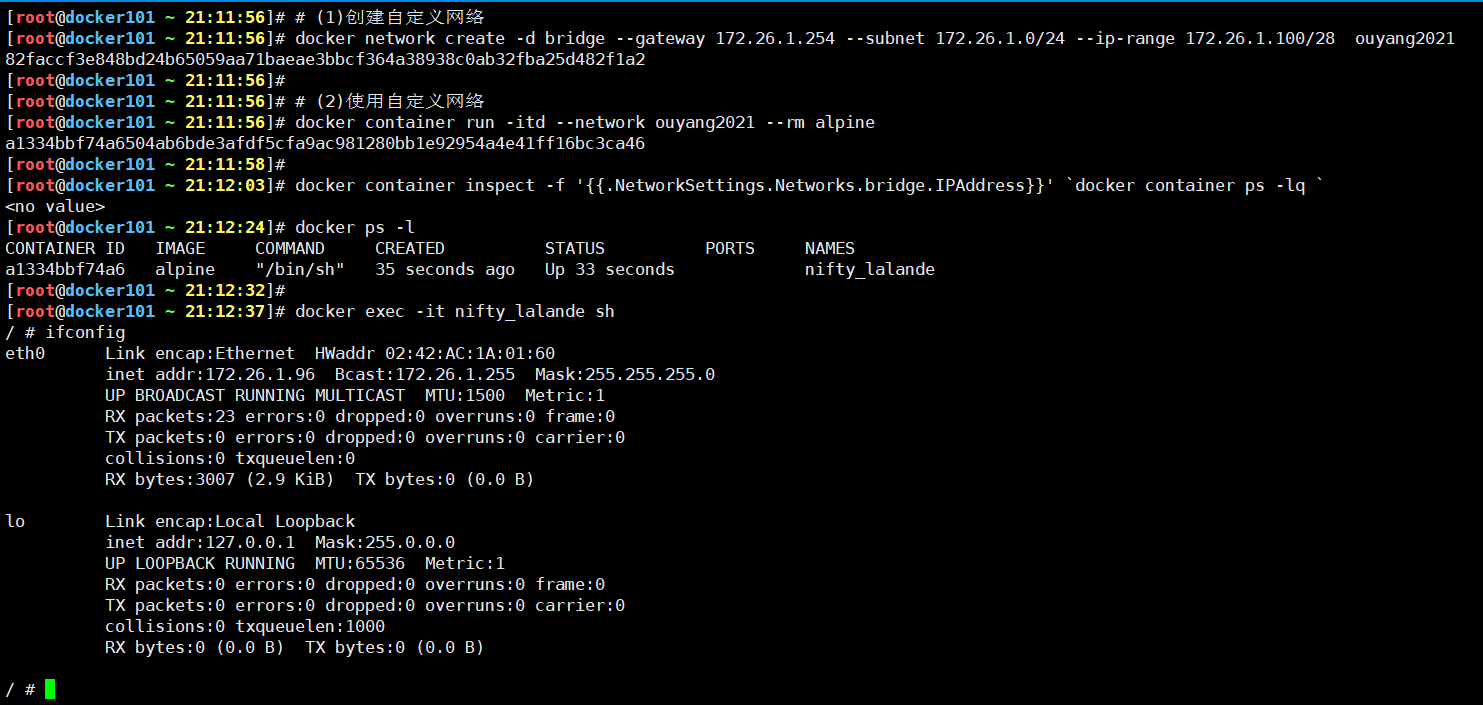 [root@docker101 ~ 21:11:56]# # (1)创建自定义网络
[root@docker101 ~ 21:11:56]# docker network create -d bridge --gateway 172.26.1.254 --subnet 172.26.1.0/24 --ip-range 172.26.1.100/28  ouyang2021
82faccf3e848bd24b65059aa71baeae3bbcf364a38938c0ab32fba25d482f1a2
[root@docker101 ~ 21:11:56]#
[root@docker101 ~ 21:11:56]# # (2)使用自定义网络
[root@docker101 ~ 21:11:56]# docker container run -itd --network ouyang2021 --rm alpine
a1334bbf74a6504ab6bde3afdf5cfa9ac981280bb1e92954a4e41ff16bc3ca46
[root@docker101 ~ 21:11:58]#
[root@docker101 ~ 21:12:03]# docker container inspect -f '{{.NetworkSettings.Networks.bridge.IPAddress}}' `docker container ps -lq `
<no value>
[root@docker101 ~ 21:12:24]# docker ps -l
CONTAINER ID   IMAGE     COMMAND     CREATED          STATUS          PORTS     NAMES
a1334bbf74a6   alpine    "/bin/sh"   35 seconds ago   Up 33 seconds             nifty_lalande
[root@docker101 ~ 21:12:32]#
[root@docker101 ~ 21:12:37]# docker exec -it nifty_lalande sh
/ # ifconfig
eth0      Link encap:Ethernet  HWaddr 02:42:AC:1A:01:60
          inet addr:172.26.1.96  Bcast:172.26.1.255  Mask:255.255.255.0
          UP BROADCAST RUNNING MULTICAST  MTU:1500  Metric:1
          RX packets:23 errors:0 dropped:0 overruns:0 frame:0
          TX packets:0 errors:0 dropped:0 overruns:0 carrier:0
          collisions:0 txqueuelen:0
          RX bytes:3007 (2.9 KiB)  TX bytes:0 (0.0 B)

lo        Link encap:Local Loopback
          inet addr:127.0.0.1  Mask:255.0.0.0
          UP LOOPBACK RUNNING  MTU:65536  Metric:1
          RX packets:0 errors:0 dropped:0 overruns:0 frame:0
          TX packets:0 errors:0 dropped:0 overruns:0 carrier:0
          collisions:0 txqueuelen:1000
          RX bytes:0 (0.0 B)  TX bytes:0 (0.0 B)

/ #